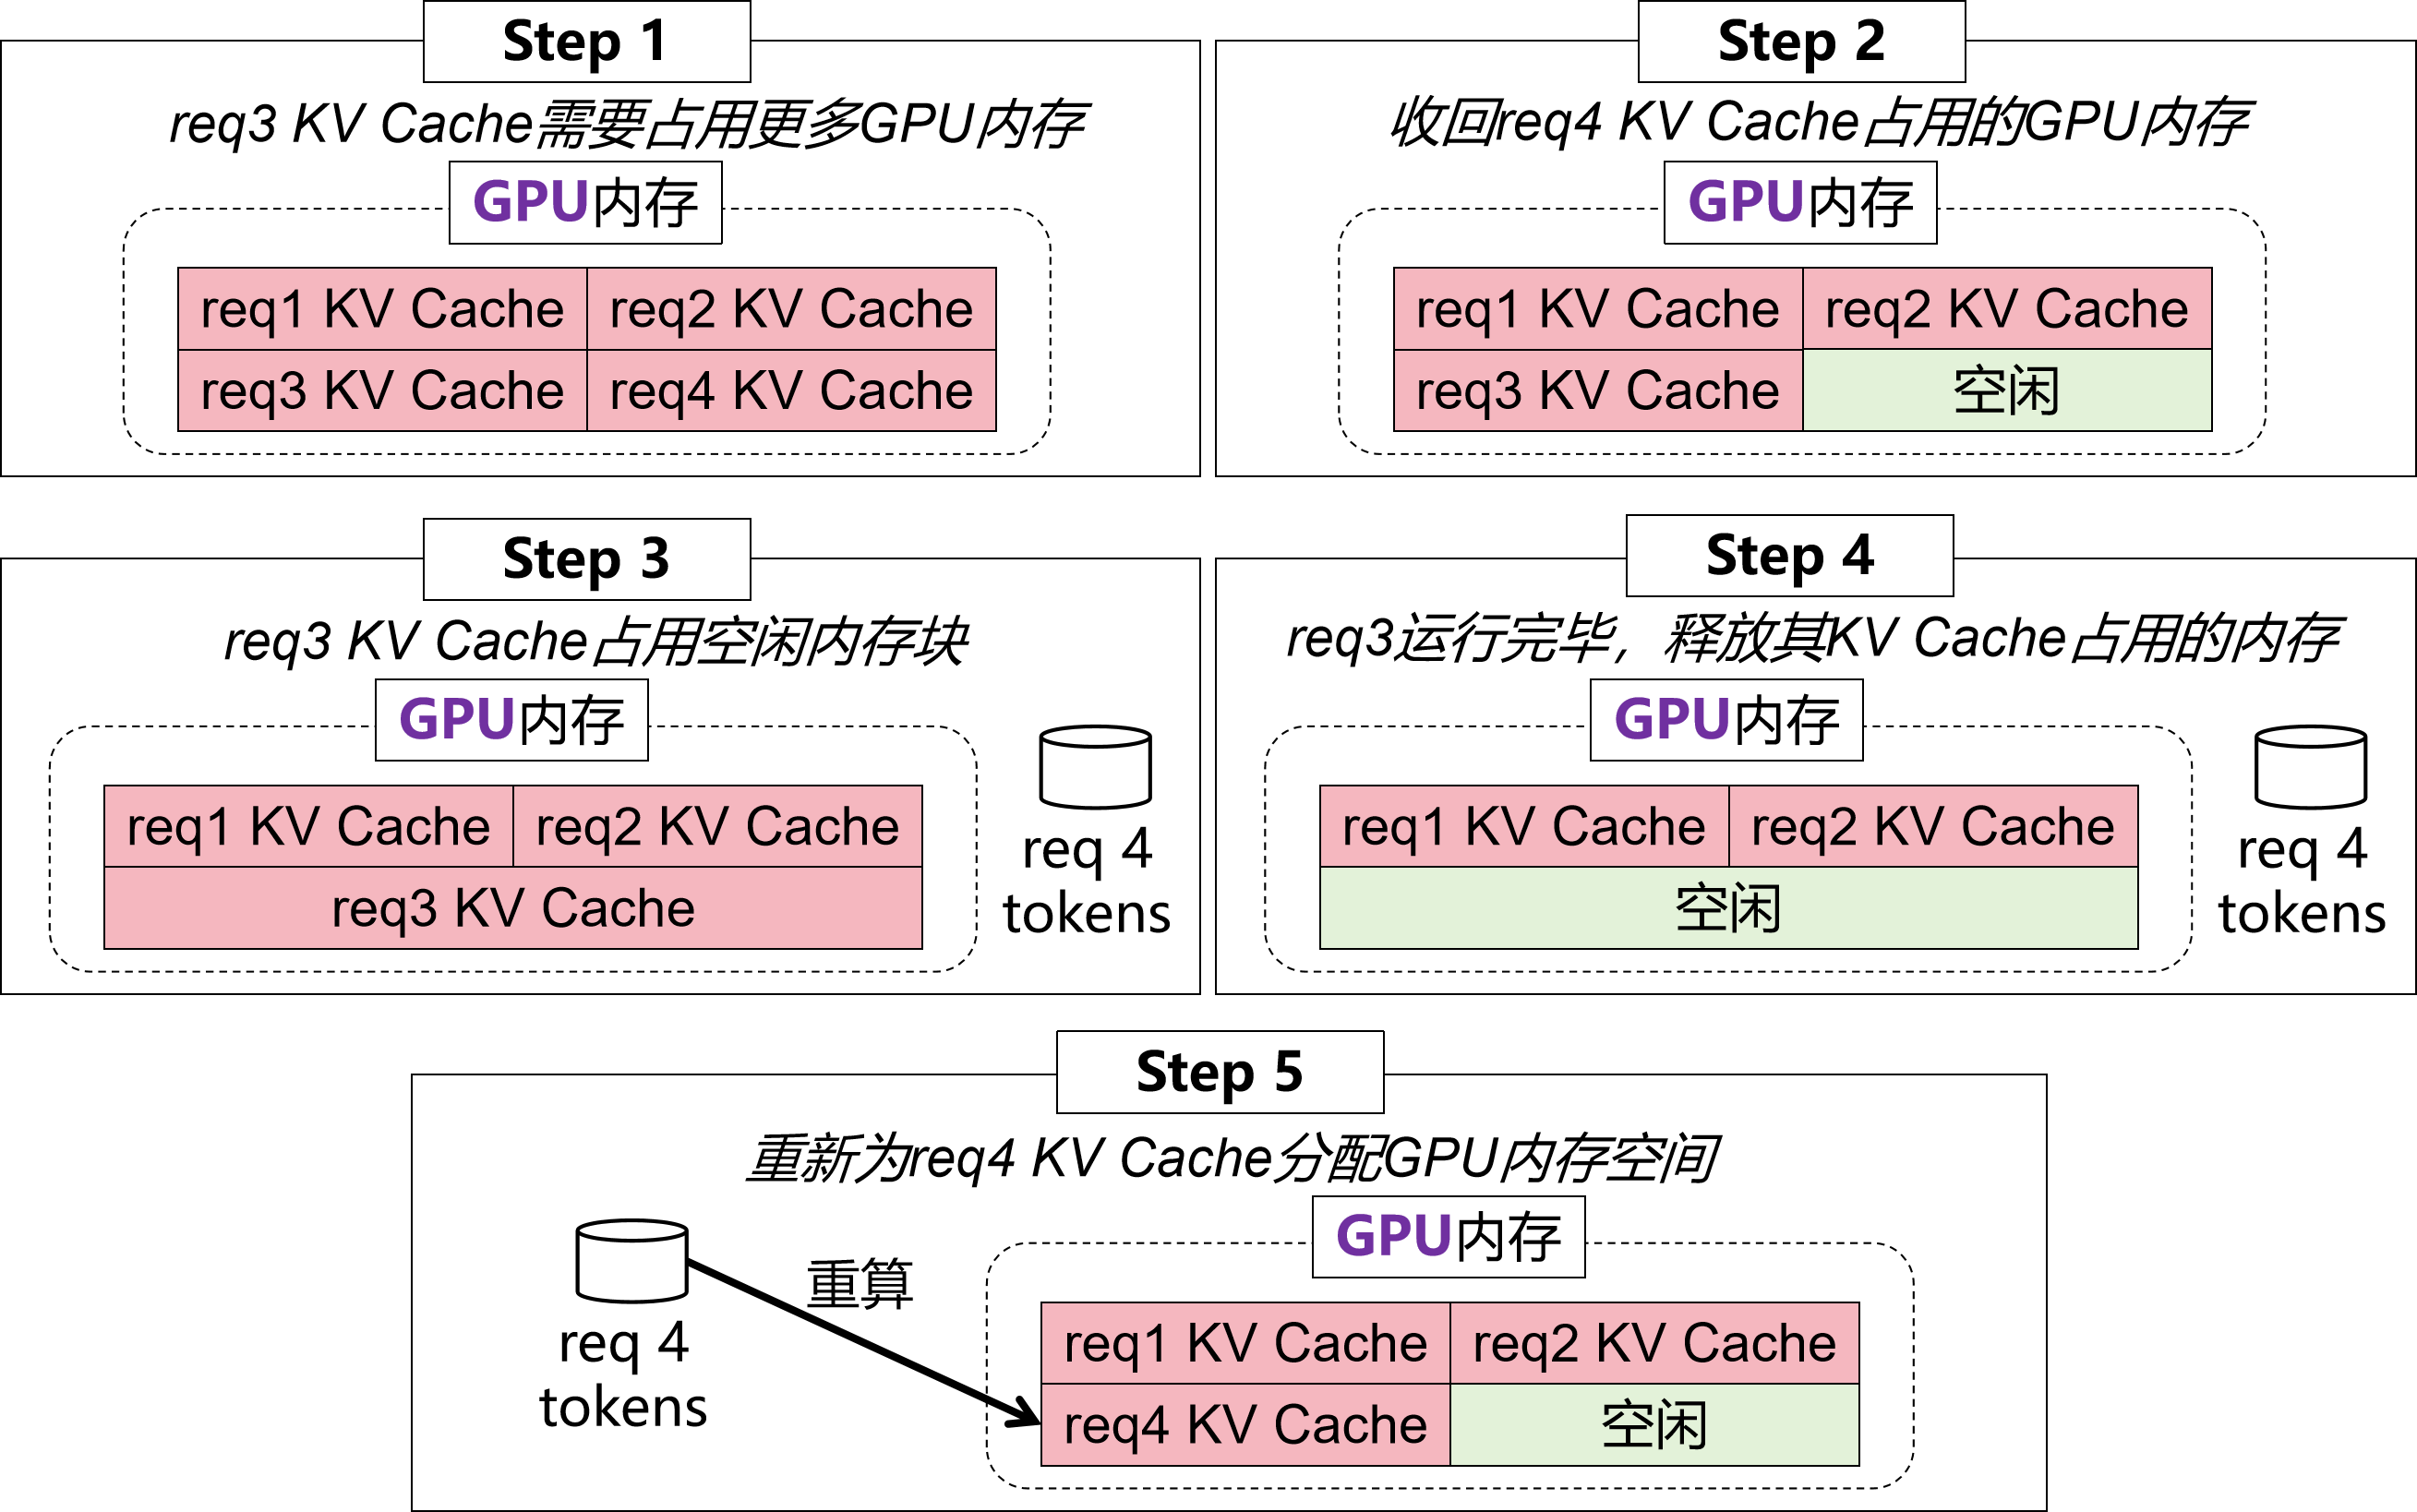 Step 1
req3 KV Cache需要占用更多GPU内存
GPU内存
req1 KV Cache req2 KV Cache
req3 KV Cache req4 KV Cache
Step 2
收回req4 KV Cache占用的GPU内存
GPU内存
req1 KV Cache req2 KV Cache
req3 KV Cache 空闲
Step 3
req3 KV Cache占用空闲内存块
GPU内存
req1 KV Cache req2 KV Cache
req3 KV Cache
req 4
tokens
Step 4
req3运行完毕，释放其KV Cache占用的内存
GPU内存
req1 KV Cache req2 KV Cache
空闲
req 4
tokens
Step 5
重新为req4 KV Cache分配GPU内存空间
req 4
tokens
重算
GPU内存
req1 KV Cache req2 KV Cache
req4 KV Cache 空闲